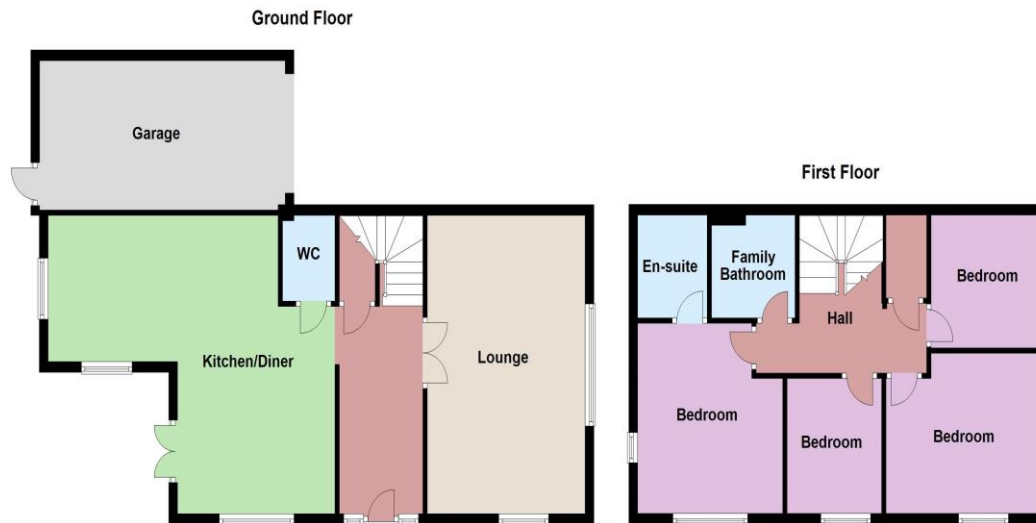 Ground Floor
Garage
WC
Kitchen/Diner
Lounge
First Floor
En-suite
Family
Bathroom
Bedroom
Hall
Bedroom
Bedroom
Bedroom